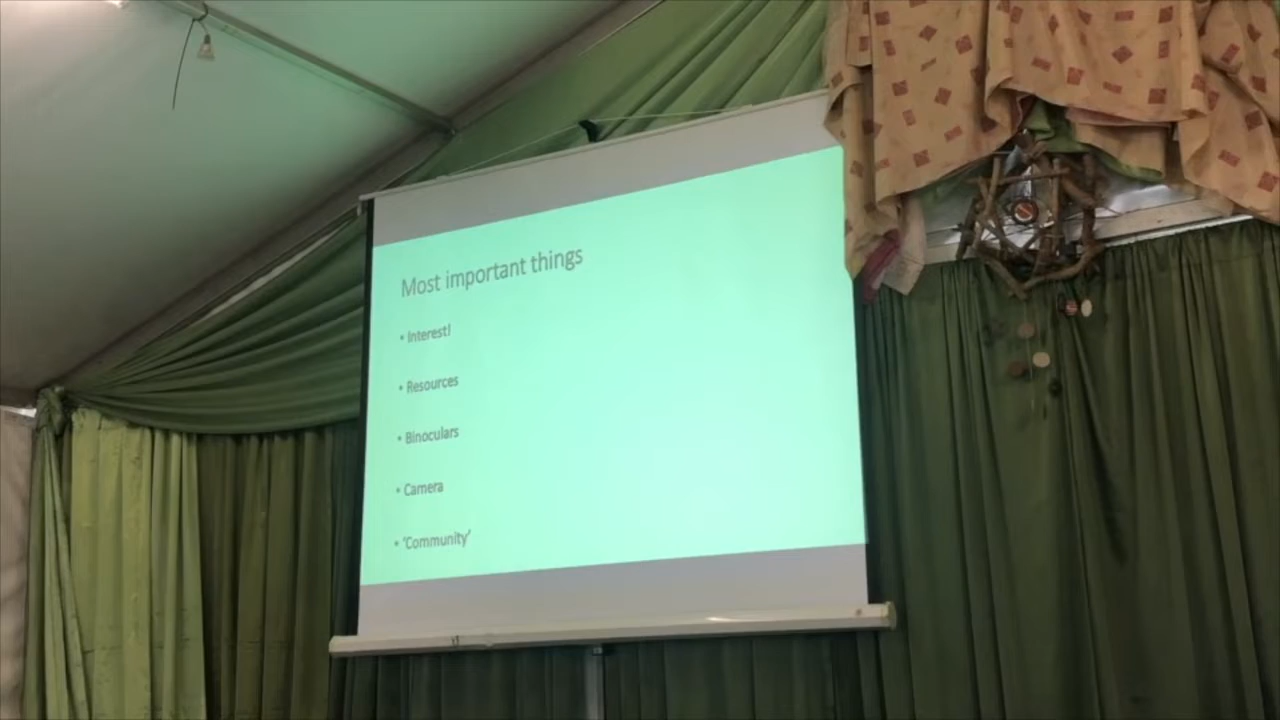 Most important things
• Interest!
• Resources
• Binoculars
• Camera
• 'Community'